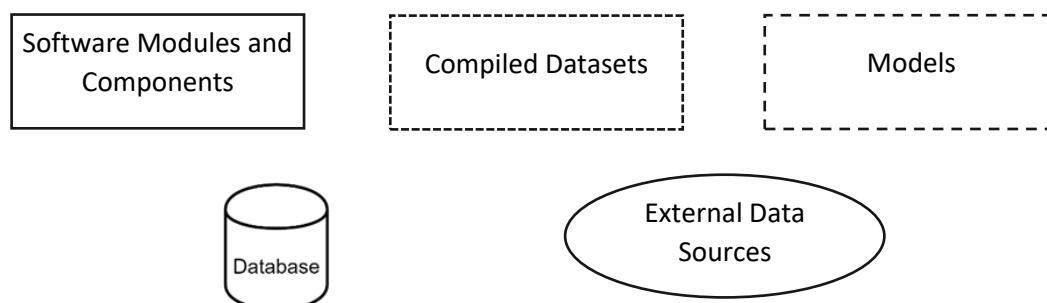 Software Modules and
Components
Compiled Datasets
Models
Database
External Data
Sources